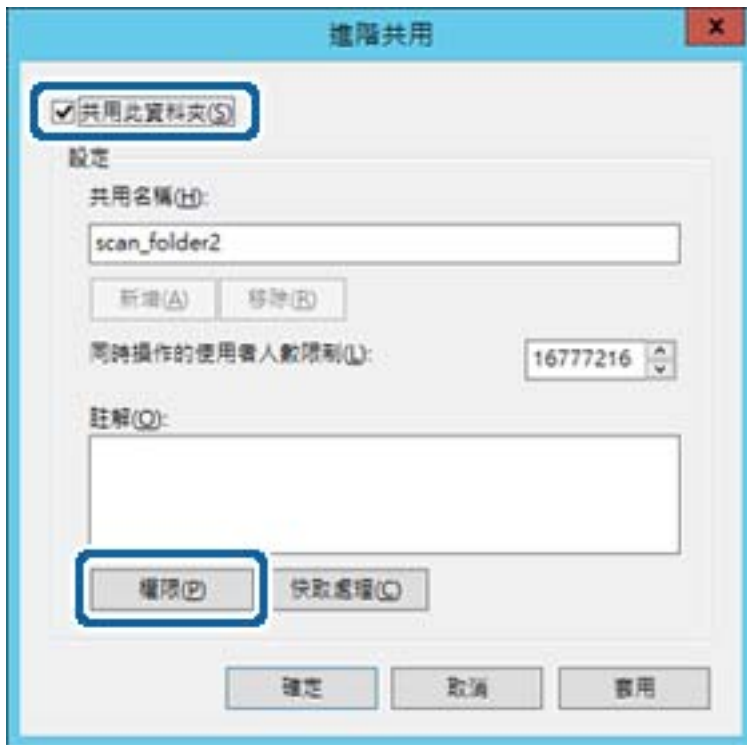 進階共用
共用此資料夾(S)
設定
共用名稱(H):
scan_folder2
新增(A) 移除(R)
同時操作的使用者人數限制(L): 16777216
註解(O):
權限(P) 快取處理(C)
確定 取消 套用